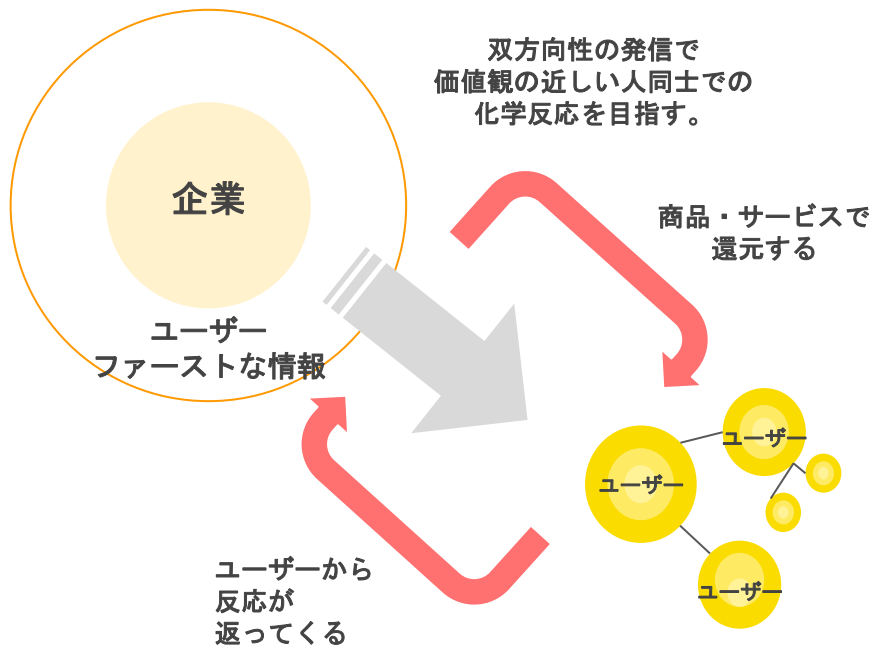 双方向性の発信で
価値観の近しい人同士での
化学反応を目指す。
企業
商品・サービスで
還元する
ユーザー
ファーストな情報
ユーザー
ユーザー
ユーザー
ユーザーから
反応が
返ってくる